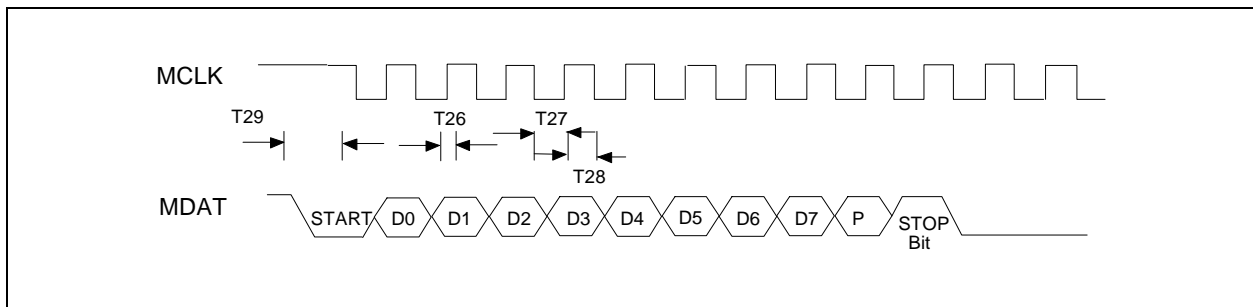 MCLK
T29 T26 T27
T28
MDAT
START D0 D1 D2 D3 D4 D5 D6 D7 P STOP
Bit